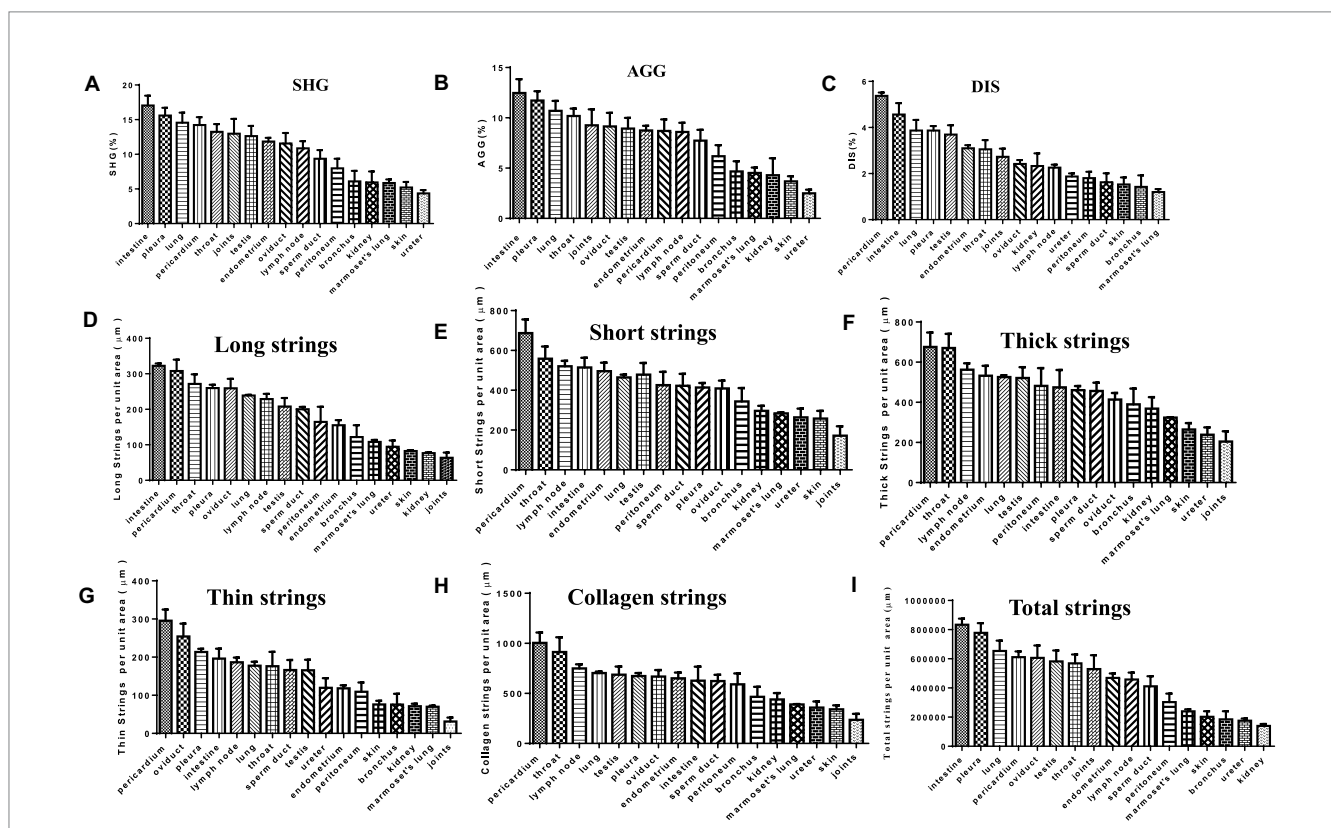 A
SHG
SHG(%)
20
15
10
5
0
intestine
pleura
lung
pericardium
throat
joints
testis
endometrium
oviduct
lymph node
sperm duct
peritoneum
bronchus
kidney
marmoset's lung
skin
ureter
B
AGG
AGG(%)
15
10
5
0
intestine
pleura
lung
throat
joints
oviduct
testis
endometrium
pericardium
lymph node
sperm duct
peritoneum
bronchus
marmoset's lung
kidney
skin
ureter
C
DIS
DIS(%)
6
4
2
0
pericardium
intestine
lung
pleura
testis
endometrium
throat
joints
oviduct
kidney
lymph node
ureter
peritoneum
sperm duct
skin
bronchus
marmoset's lung
D
Long strings
Long Strings per unit area (μm)
400
300
200
100
0
intestine
pericardium
throat
pleura
oviduct
lung
lymph node
testis
sperm duct
peritoneum
endometrium
bronchus
marmoset's lung
ureter
skin
kidney
joints
E
Short strings
Short Strings per unit area (μm)
800
600
400
200
0
pericardium
throat
lymph node
intestine
endometrium
lung
testis
peritoneum
sperm duct
pleura
oviduct
bronchus
kidney
marmoset's lung
ureter
skin
joints
F
Thick strings
Thick Strings per unit area (μm)
800
600
400
200
0
pericardium
throat
lymph node
endometrium
lung
testis
peritoneum
intestine
pleura
sperm duct
oviduct
bronchus
kidney
marmoset's lung
skin
ureter
joints
G
Thin strings
Thin Strings per unit area (μm)
400
300
200
100
0
pericardium
oviduct
pleura
intestine
lymph node
lung
throat
sperm duct
testis
ureter
endometrium
peritoneum
skin
bronchus
kidney
marmoset's lung
joints
H
Collagen strings
Collagen strings per unit area (μm)
1500
1000
500
0
pericardium
throat
lymph node
lung
testis
pleura
oviduct
endometrium
intestine
sperm duct
peritoneum
bronchus
kidney
marmoset's lung
ureter
skin
joints
I
Total strings
Total strings per unit area (μm)
1000000
800000
600000
400000
200000
0
intestine
pleura
lung
pericardium
oviduct
testis
throat
joints
endometrium
lymph node
sperm duct
peritoneum
marmoset's lung
skin
bronchus
ureter
kidney